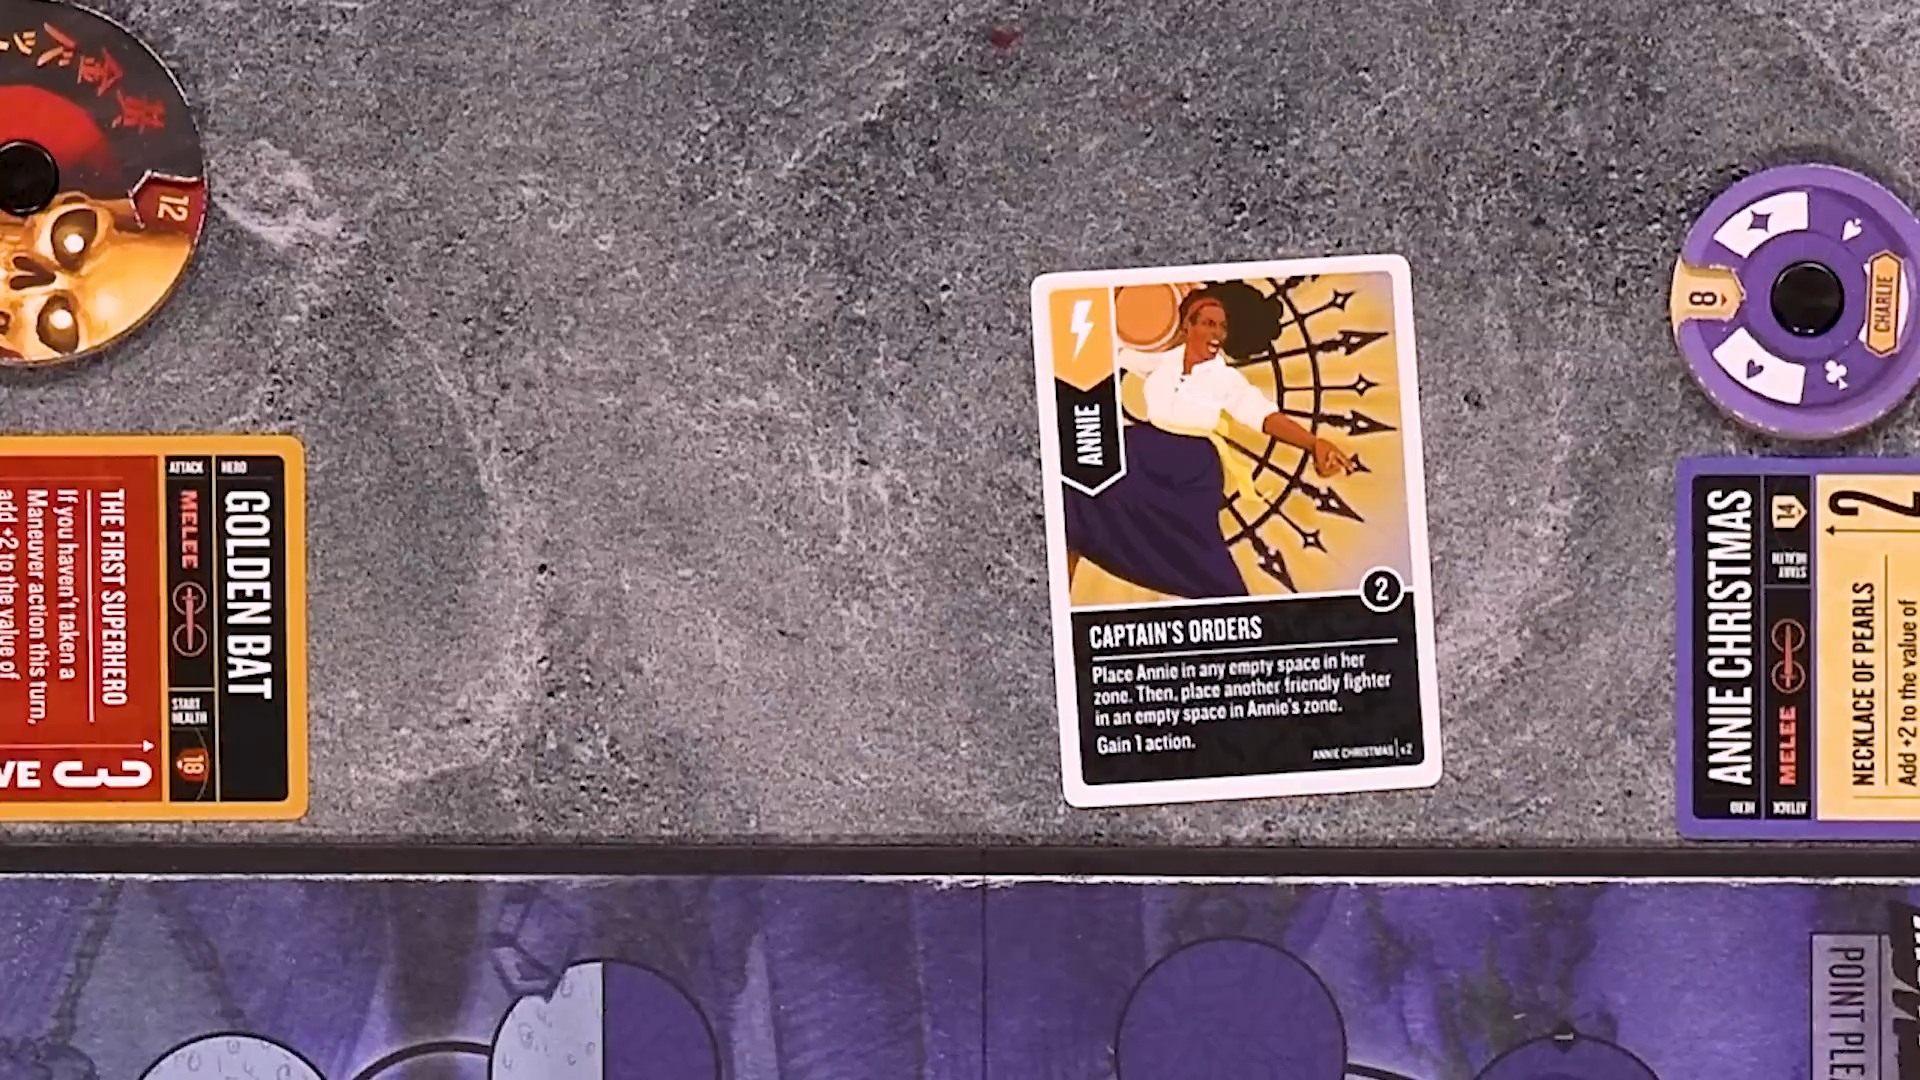 黄
金
バ
ッ
12
ATTACK
HERO
GOLDEN BAT
MELEE
START
HEALTH
18
THE FIRST SUPERHERO
If you haven't taken a
Maneuver action this turn,
add +2 to the value of
VE
3
ANNIE
2
CAPTAIN'S ORDERS
Place Annie in any empty space in her
zone. Then, place another friendly fighter
in an empty space in Annie's zone.
Gain 1 action.
ANNIE CHRISTMAS | x2
8
CHARLIE
HERO
ANNIE CHRISTMAS
ATTACK
MELEE
START
HEALTH
14
2
NECKLACE OF PEARLS
Add +2 to the value of
POINT PLE